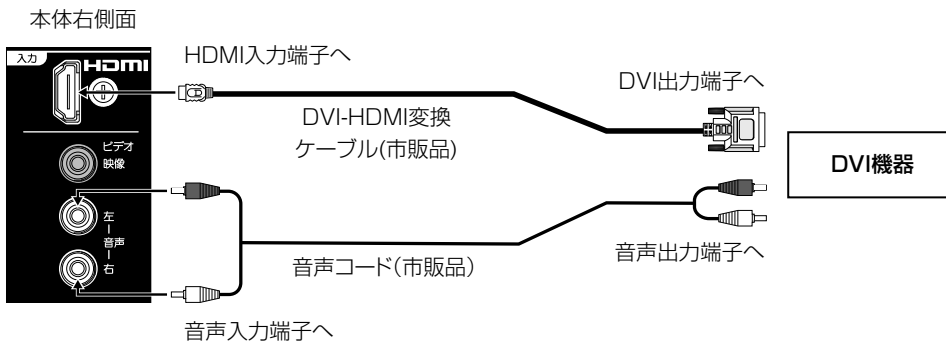 本体右側面
入力
HDMI
HDMI入力端子へ
DVI出力端子へ
DVI-HDMI変換
ケーブル(市販品)
ビデオ
映像
DVI機器
左
音声
右
音声コード(市販品)
音声出力端子へ
音声入力端子へ